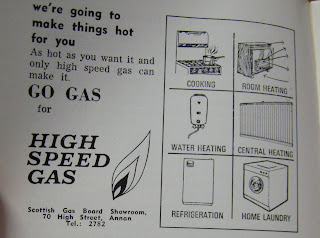 we're going to
make things hot
for you
As hot as you want it and
only high speed gas can
make it.
GO GAS
for
HIGH
SPEED
GAS
Scottish Gas Board Showroom,
70 High Street, Annan
Tel.: 2782
COOKING
ROOM HEATING
WATER HEATING
CENTRAL HEATING
REFRIGERATION
HOME LAUNDRY